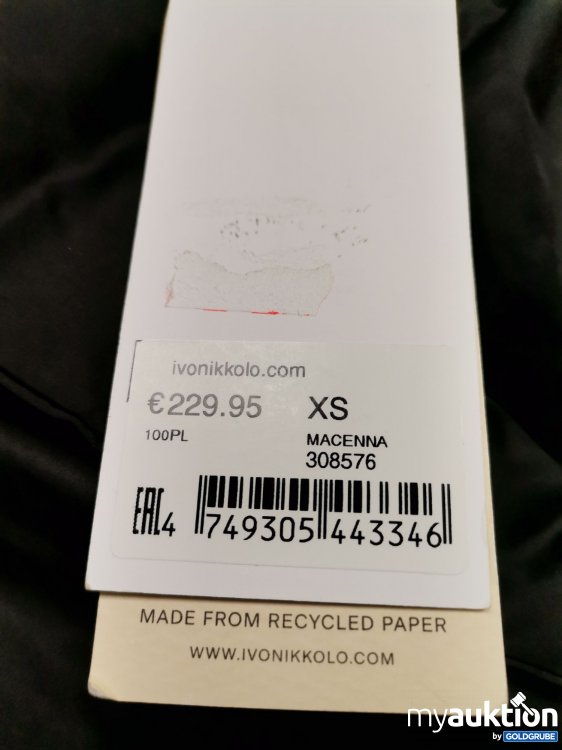 ivonikkolo.com
€229.95 XS
100PL MACENNA
308576
EAC 4 749305 443346
MADE FROM RECYCLED PAPER
WWW.IVONIKKOLO.COM
myauktion
by GOLDGRUBE